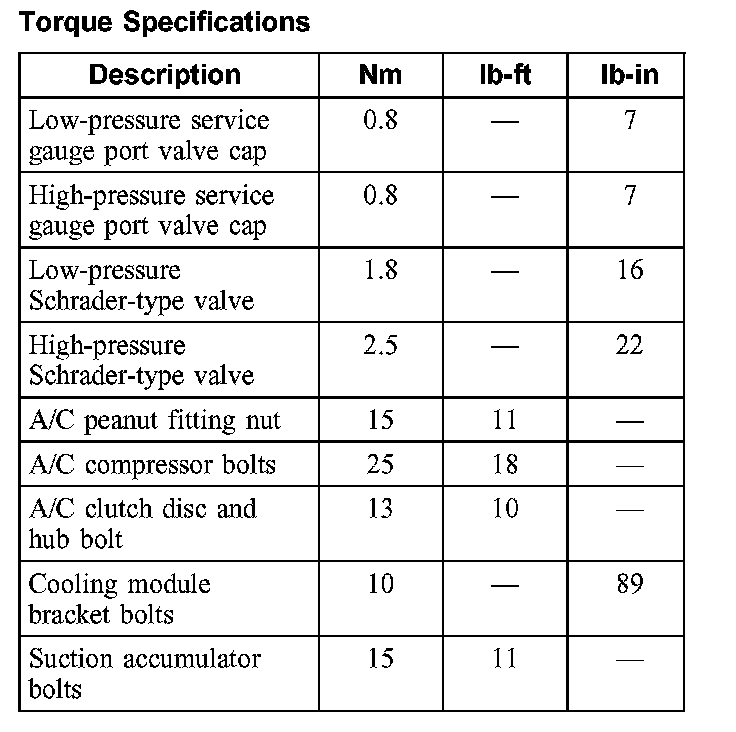 Torque Specifications
Description Nm lb-ft lb-in
Low-pressure service 0.8 — 7
gauge port valve cap
High-pressure service 0.8 — 7
gauge port valve cap
Low-pressure 1.8 — 16
Schrader-type valve
High-pressure 2.5 — 22
Schrader-type valve
A/C peanut fitting nut 15 11 —
A/C compressor bolts 25 18 —
A/C clutch disc and 13 10 —
hub bolt
Cooling module 10 — 89
bracket bolts
Suction accumulator 15 11 —
bolts